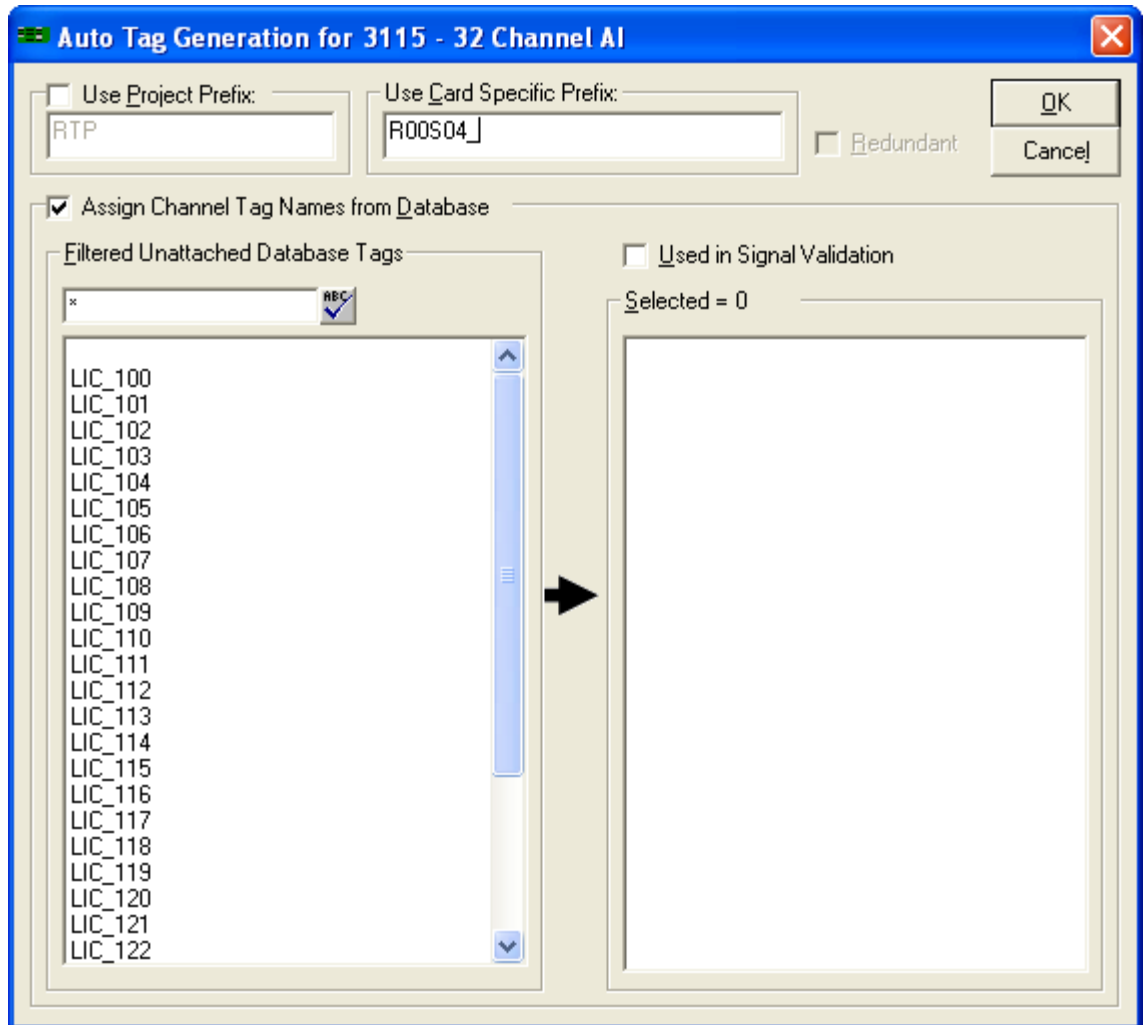 Auto Tag Generation for 3115 - 32 Channel AI
Use Project Prefix:
RTP
Use Card Specific Prefix:
R00S04_
Redundant
OK
Cancel
Assign Channel Tag Names from Database
Filtered Unattached Database Tags
*
ABC
LIC_100
LIC_101
LIC_102
LIC_103
LIC_104
LIC_105
LIC_106
LIC_107
LIC_108
LIC_109
LIC_110
LIC_111
LIC_112
LIC_113
LIC_114
LIC_115
LIC_116
LIC_117
LIC_118
LIC_119
LIC_120
LIC_121
LIC_122
Used in Signal Validation
Selected = 0